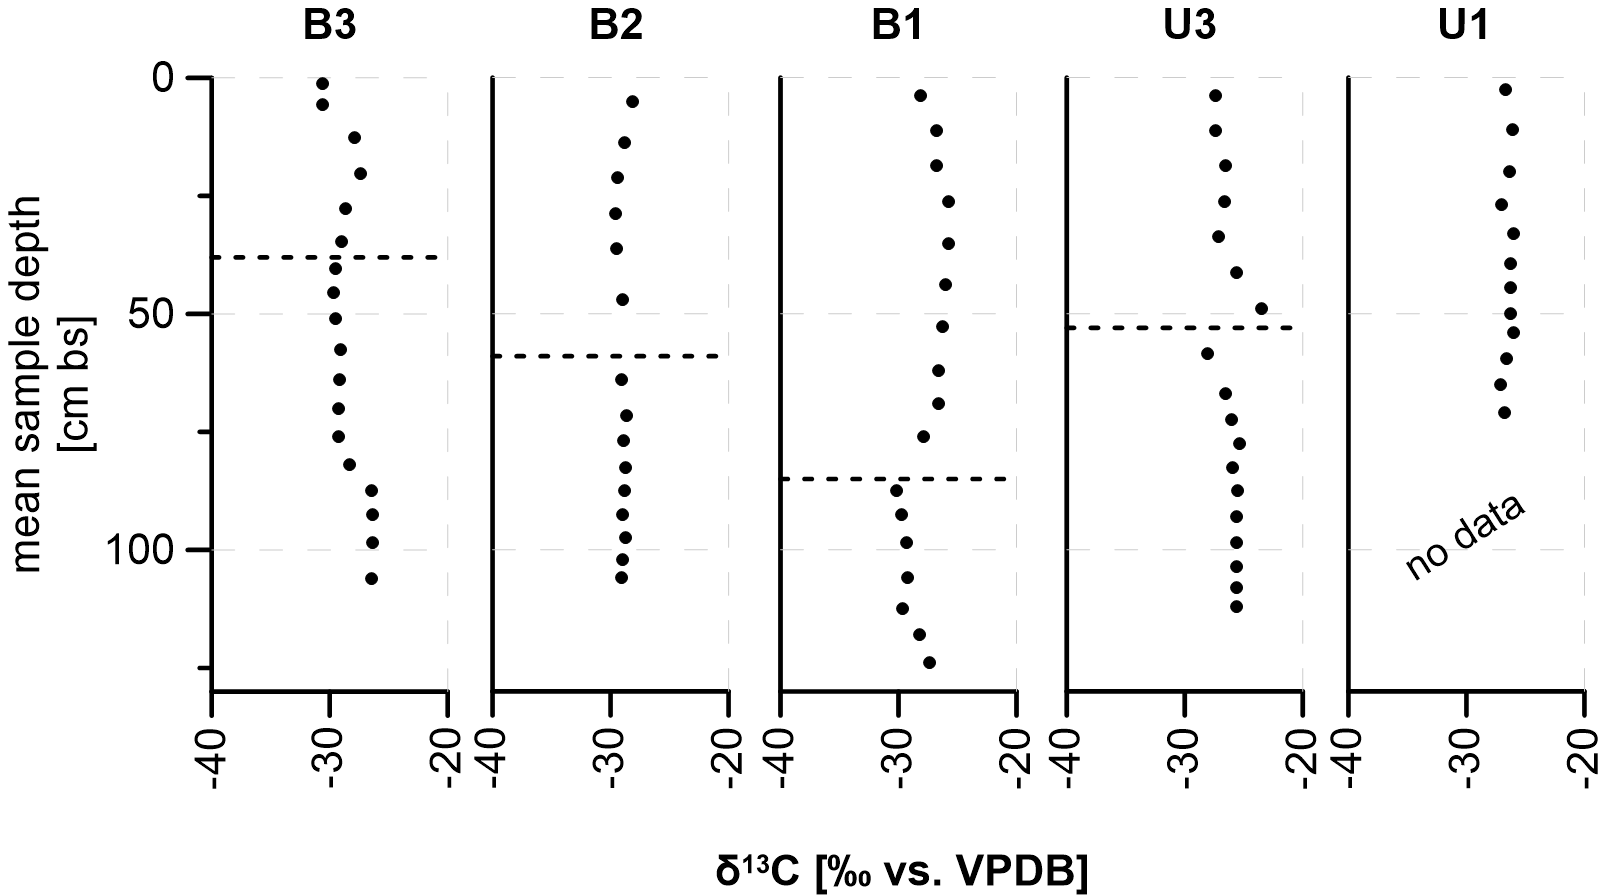 B3 B2 B1 U3 U1
0
50
100
mean sample depth
[cm bs]
no data
-40 -30 -20 -40 -30 -20 -40 -30 -20 -40 -30 -20 -40 -30 -20
δ¹³C [‰ vs. VPDB]